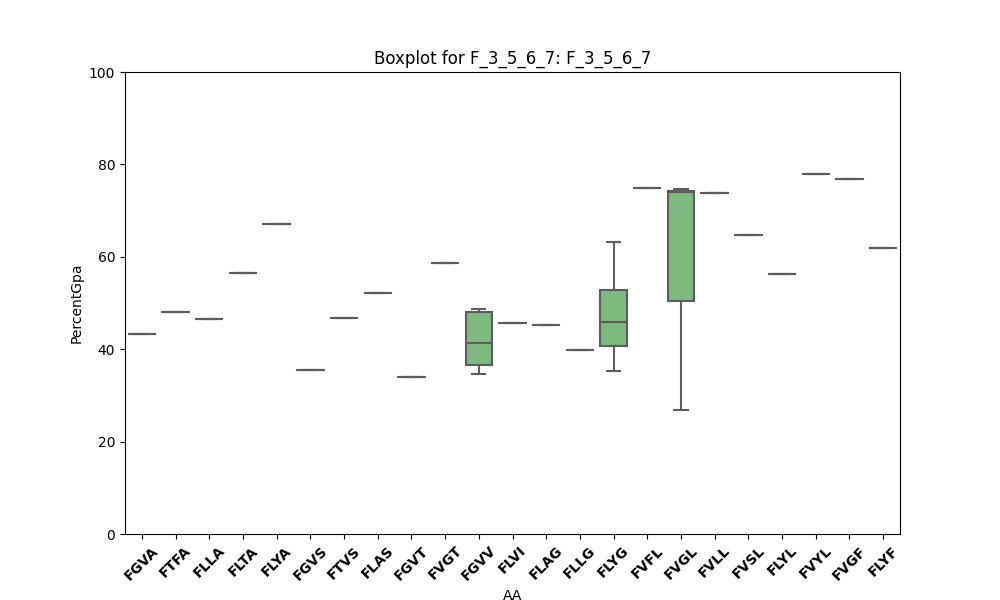 Boxplot for F_3_5_6_7: F_3_5_6_7
100
80
60
40
20
0
PercentGpa
FGVA FTFA FLLA FLTA FLYA FGVS FTVS FLAS FGVT FVGT FGVV FLVI FLAG FLLG FLYG FVFL FVGL FVLL FVSL FLYL FVYL FVGF FLYF
AA